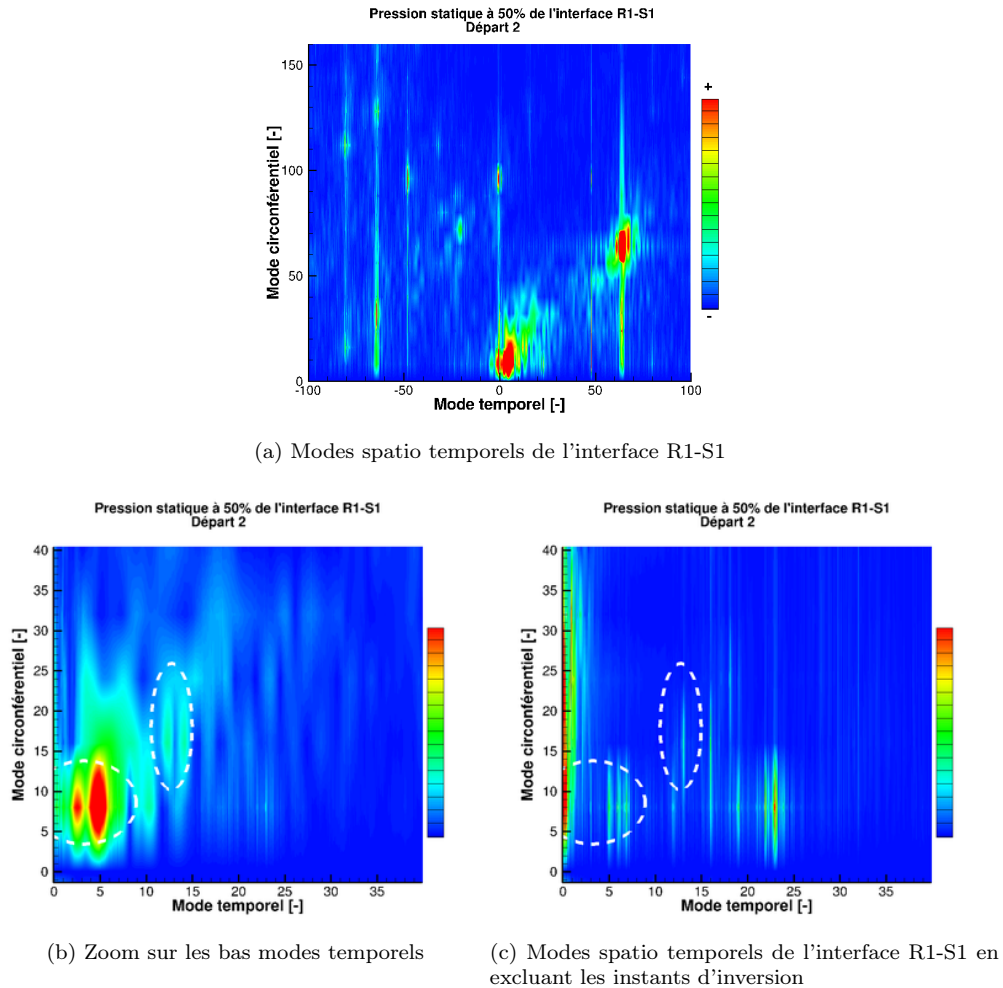 Pression statique à 50% de l'interface R1-S1
Départ 2
Mode circonférentiel [-]
150
100
50
0
-100
-50
0
50
100
Mode temporel [-]
+
-
(a) Modes spatio temporels de l'interface R1-S1
Pression statique à 50% de l'interface R1-S1
Départ 2
Mode circonférentiel [-]
40
35
30
25
20
15
10
5
0
0 5 10 15 20 25 30 35
Mode temporel [-]
(b) Zoom sur les bas modes temporels
Pression statique à 50% de l'interface R1-S1
Départ 2
Mode circonférentiel [-]
40
35
30
25
20
15
10
5
0
0 5 10 15 20 25 30 35
Mode temporel [-]
(c) Modes spatio temporels de l'interface R1-S1 en
excluant les instants d'inversion